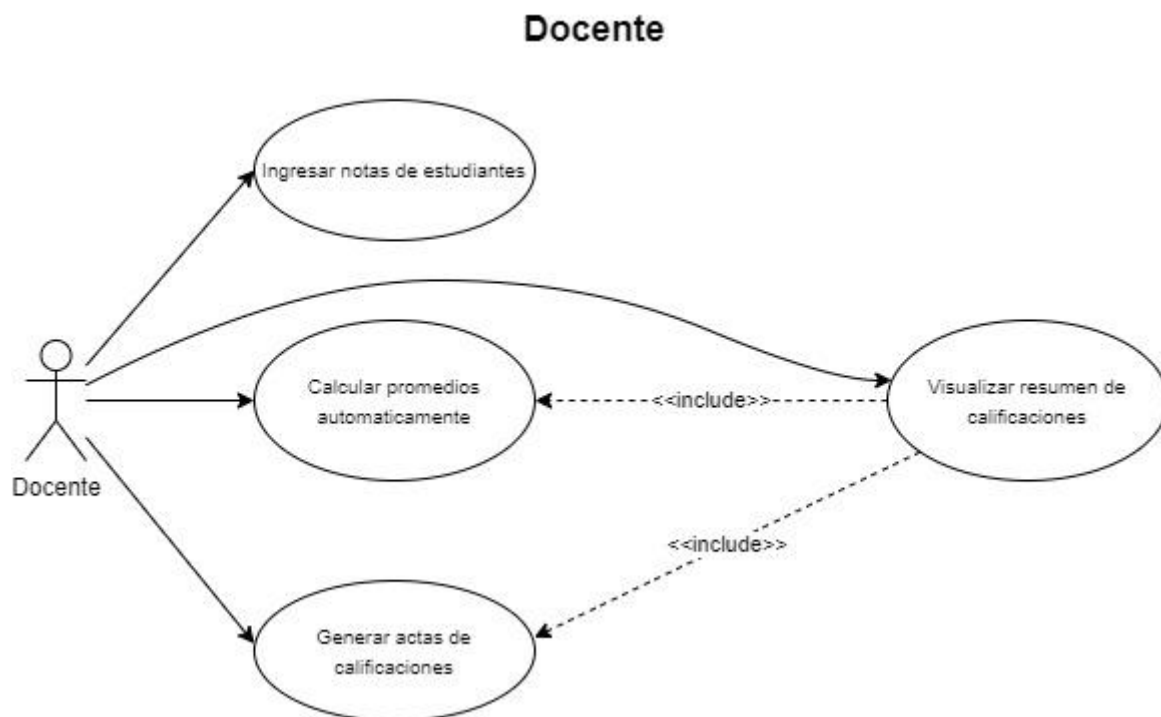 Docente
Ingresar notas de estudiantes
Calcular promedios
automaticamente
<<include>>
Visualizar resumen de
calificaciones
Docente
<<include>>
Generar actas de
calificaciones